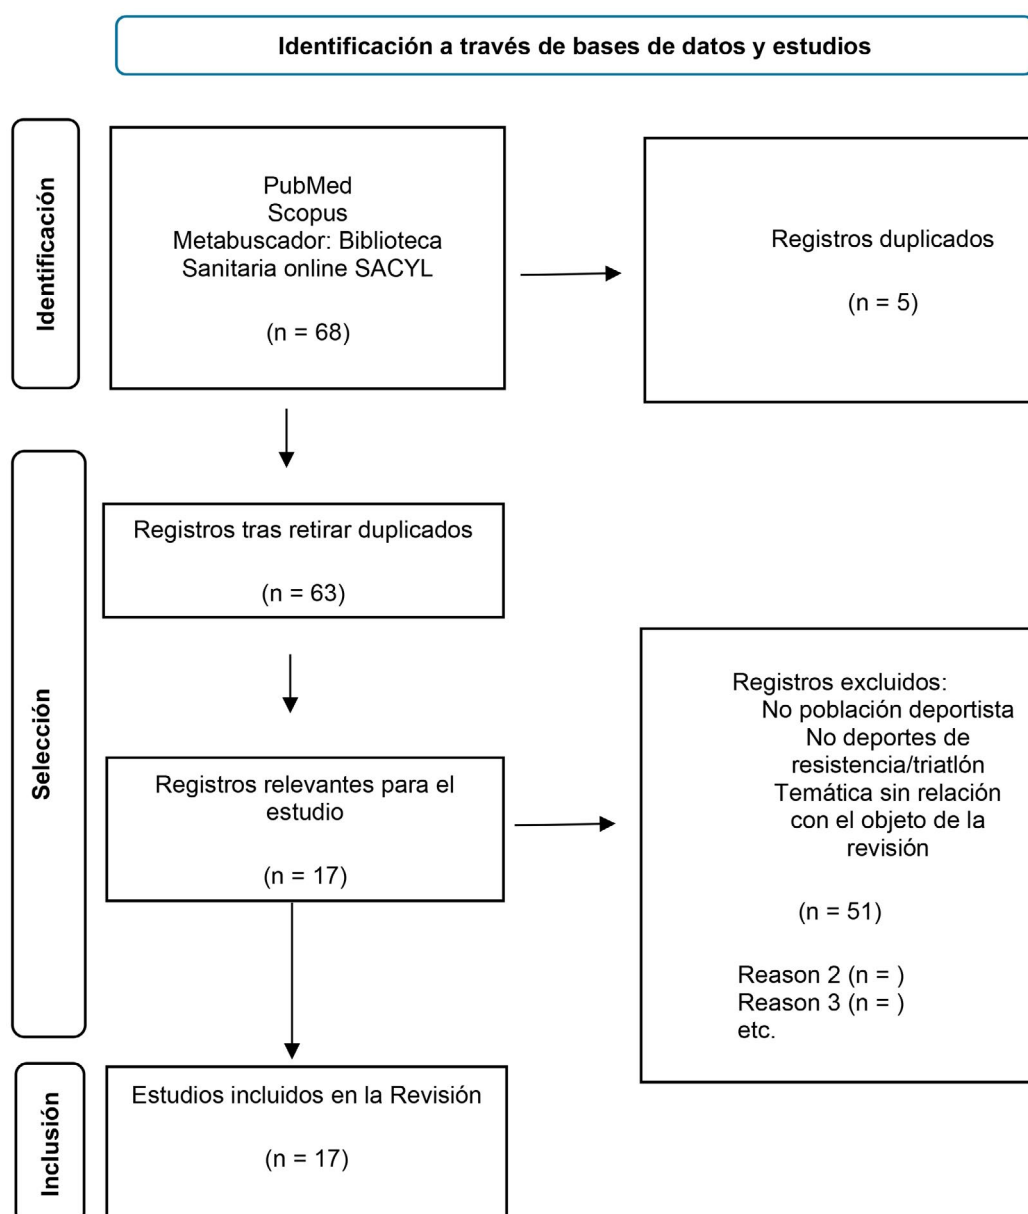 Identificación a través de bases de datos y estudios
Identificación
PubMed
Scopus
Metabuscador: Biblioteca
Sanitaria online SACYL
(n = 68)
Registros duplicados
(n = 5)
Selección
Registros tras retirar duplicados
(n = 63)
Registros relevantes para el
estudio
(n = 17)
Registros excluidos:
No población deportista
No deportes de
resistencia/triatlón
Temática sin relación
con el objeto de la
revisión
(n = 51)
Reason 2 (n = )
Reason 3 (n = )
etc.
Inclusión
Estudios incluidos en la Revisión
(n = 17)